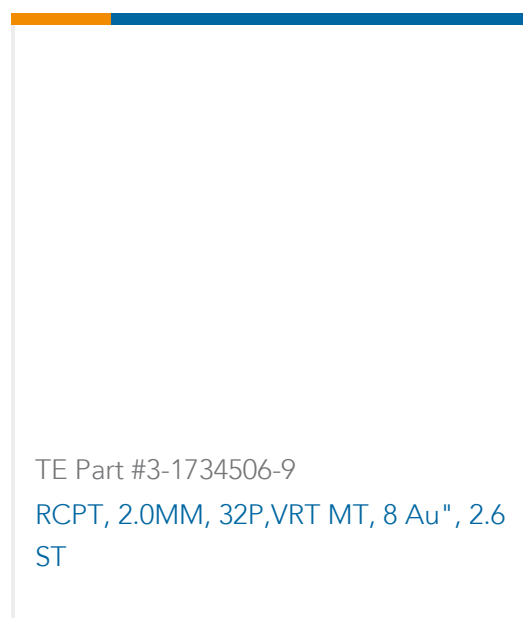 TE Part #3-1734506-9
RCPT, 2.0MM, 32P,VRT MT, 8 Au", 2.6
ST